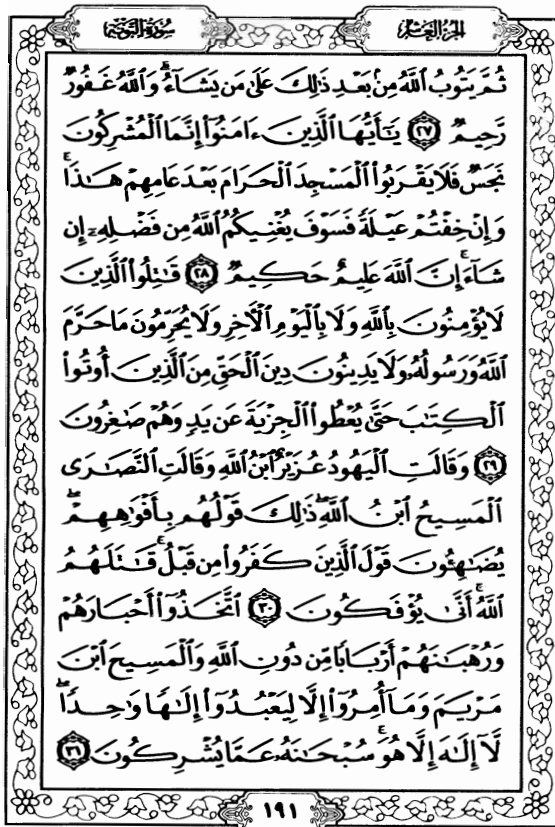 سُورَةُ التَّوْبَةِ
الجُزْءُ العَاشِرُ
ثُمَّ يَتُوبُ ٱللَّهُ مِنۢ بَعْدِ ذَٰلِكَ عَلَىٰ مَن يَشَآءُۗ وَٱللَّهُ غَفُورٌ
رَّحِيمٌ ٢٧ يَٰٓأَيُّهَا ٱلَّذِينَ ءَامَنُوٓا۟ إِنَّمَا ٱلْمُشْرِكُونَ
نَجَسٌ فَلَا يَقْرَبُوا۟ ٱلْمَسْجِدَ ٱلْحَرَامَ بَعْدَ عَامِهِمْ هَٰذَاۚ
وَإِنْ خِفْتُمْ عَيْلَةً فَسَوْفَ يُغْنِيكُمُ ٱللَّهُ مِن فَضْلِهِۦٓ إِن
شَآءَۚ إِنَّ ٱللَّهَ عَلِيمٌ حَكِيمٌ ٢٨ قَٰتِلُوا۟ ٱلَّذِينَ
لَا يُؤْمِنُونَ بِٱللَّهِ وَلَا بِٱلْيَوْمِ ٱلْءَاخِرِ وَلَا يُحَرِّمُونَ مَا حَرَّمَ
ٱللَّهُ وَرَسُولُهُۥ وَلَا يَدِينُونَ دِينَ ٱلْحَقِّ مِنَ ٱلَّذِينَ أُوتُوا۟
ٱلْكِتَٰبَ حَتَّىٰ يُعْطُوا۟ ٱلْجِزْيَةَ عَن يَدٍ وَهُمْ صَٰغِرُونَ
٢٩ وَقَالَتِ ٱلْيَهُودُ عُزَيْرٌ ٱبْنُ ٱللَّهِ وَقَالَتِ ٱلنَّصَٰرَى
ٱلْمَسِيحُ ٱبْنُ ٱللَّهِۖ ذَٰلِكَ قَوْلُهُم بِأَفْوَٰهِهِمْۖ
يُضَٰهِـُٔونَ قَوْلَ ٱلَّذِينَ كَفَرُوا۟ مِن قَبْلُۚ قَٰتَلَهُمُ
ٱللَّهُۚ أَنَّىٰ يُؤْفَكُونَ ٣٠ ٱتَّخَذُوٓا۟ أَحْبَارَهُمْ
وَرُهْبَٰنَهُمْ أَرْبَابًا مِّن دُونِ ٱللَّهِ وَٱلْمَسِيحَ ٱبْنَ
مَرْيَمَ وَمَآ أُمِرُوٓا۟ إِلَّا لِيَعْبُدُوٓا۟ إِلَٰهًا وَٰحِدًاۖ
لَّآ إِلَٰهَ إِلَّا هُوَۚ سُبْحَٰنَهُۥ عَمَّا يُشْرِكُونَ ٣١
١٩١